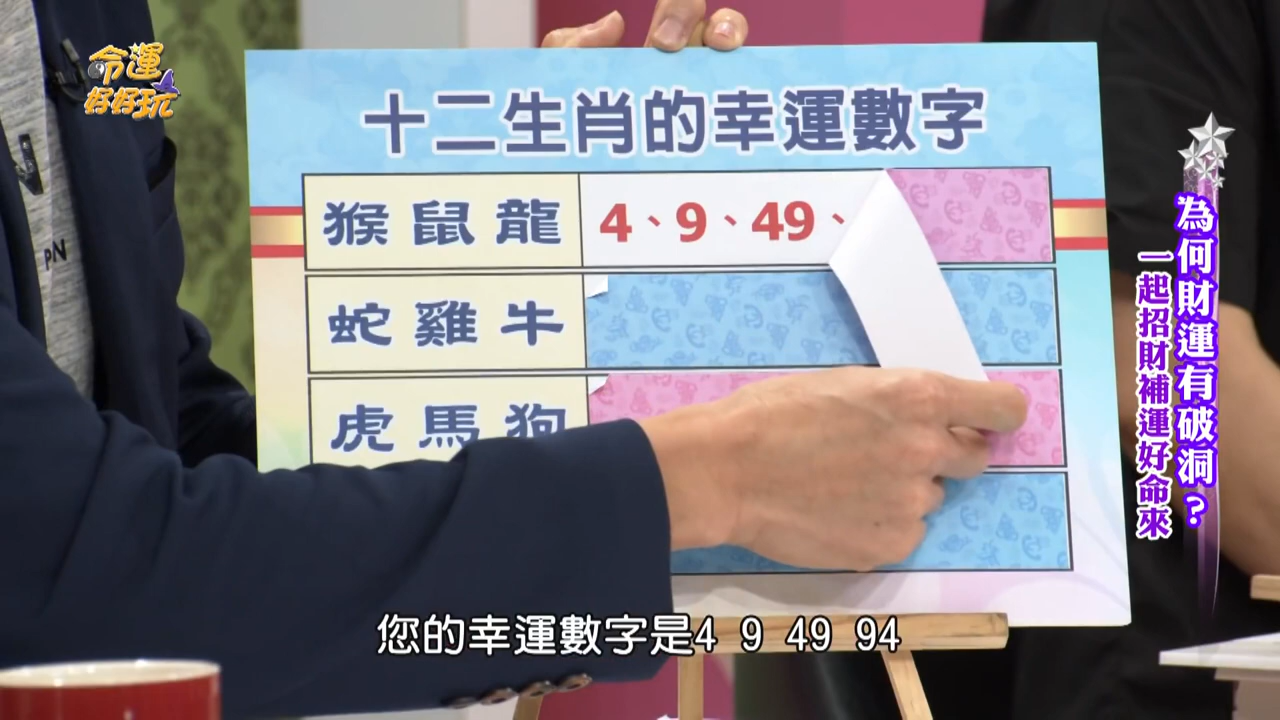 命運
好好玩
十二生肖的幸運數字
猴鼠龍
4、9、49、
蛇雞牛
虎馬狗
PN
為何財運有破洞?
一起招財補運好命來
您的幸運數字是4 9 49 94